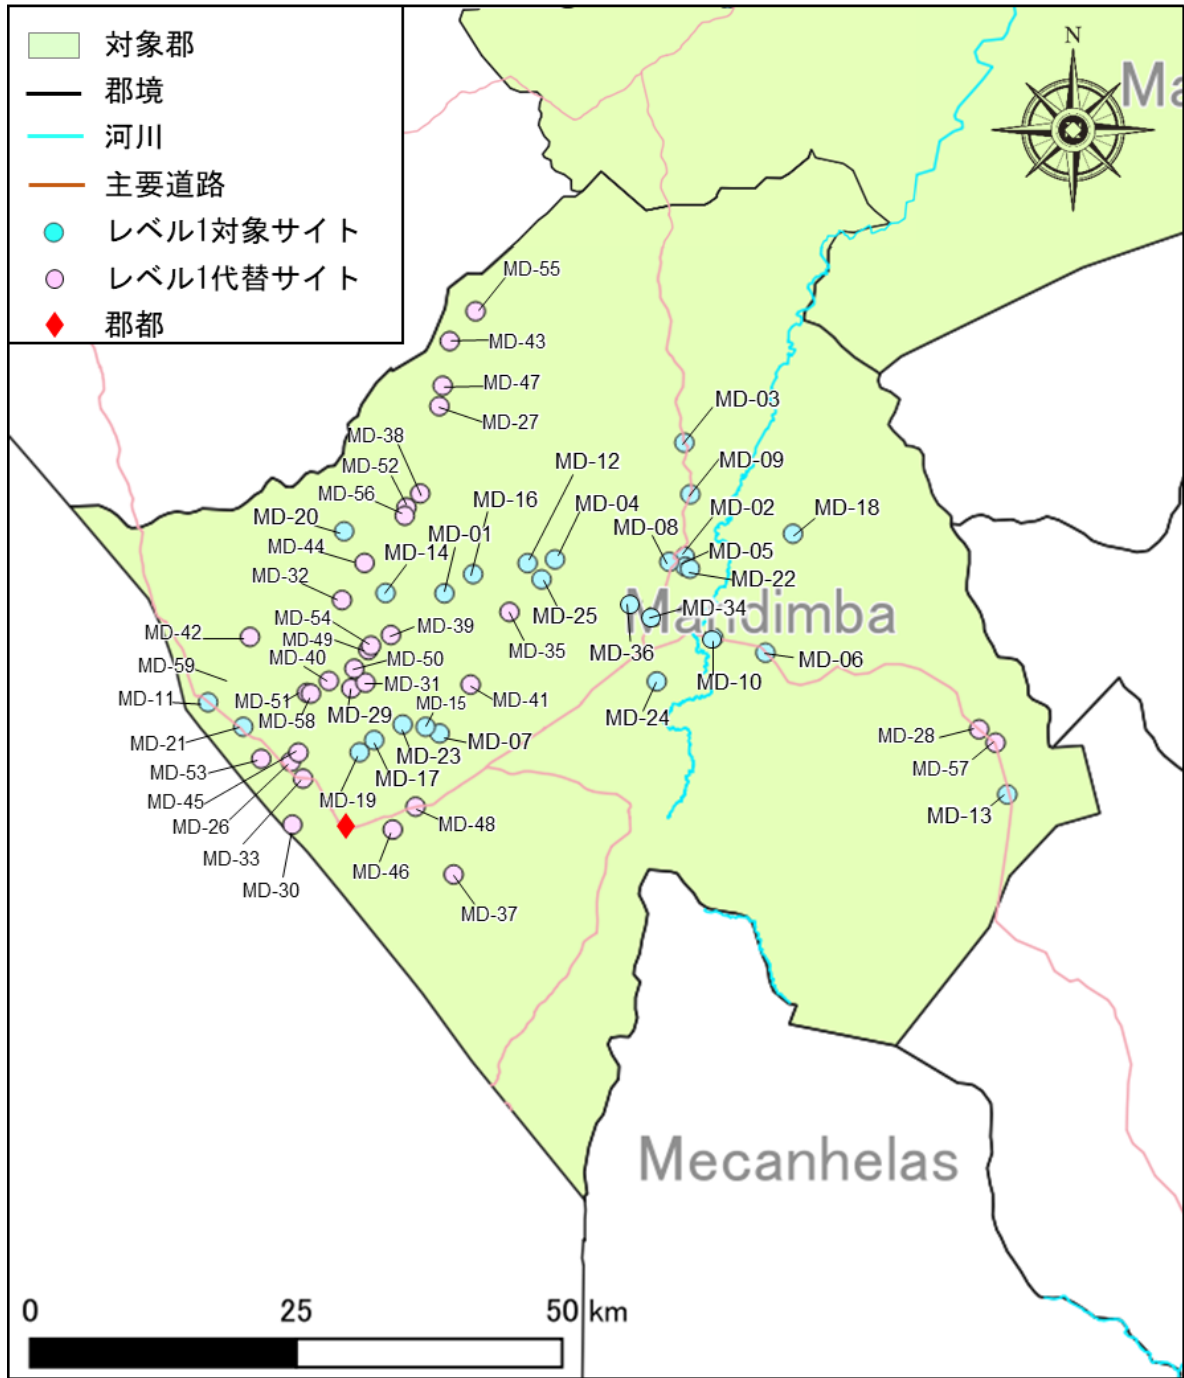 対象郡
郡境
河川
主要道路
レベル1対象サイト
レベル1代替サイト
郡都
N
Ma
MD-55
MD-43
MD-47
MD-27
MD-03
MD-38
MD-52
MD-56
MD-12
MD-09
MD-16
MD-04
MD-02
MD-20
MD-01
MD-08
MD-18
MD-44
MD-14
MD-05
MD-22
MD-32
MD-25
MD-34
Mandimba
MD-54
MD-42
MD-49
MD-39
MD-35
MD-36
MD-59
MD-40
MD-50
MD-06
MD-10
MD-11
MD-51
MD-31
MD-15
MD-41
MD-24
MD-58
MD-29
MD-21
MD-23
MD-07
MD-28
MD-53
MD-17
MD-57
MD-45
MD-19
MD-26
MD-48
MD-13
MD-33
MD-46
MD-30
MD-37
Mecanhelas
0 25 50 km